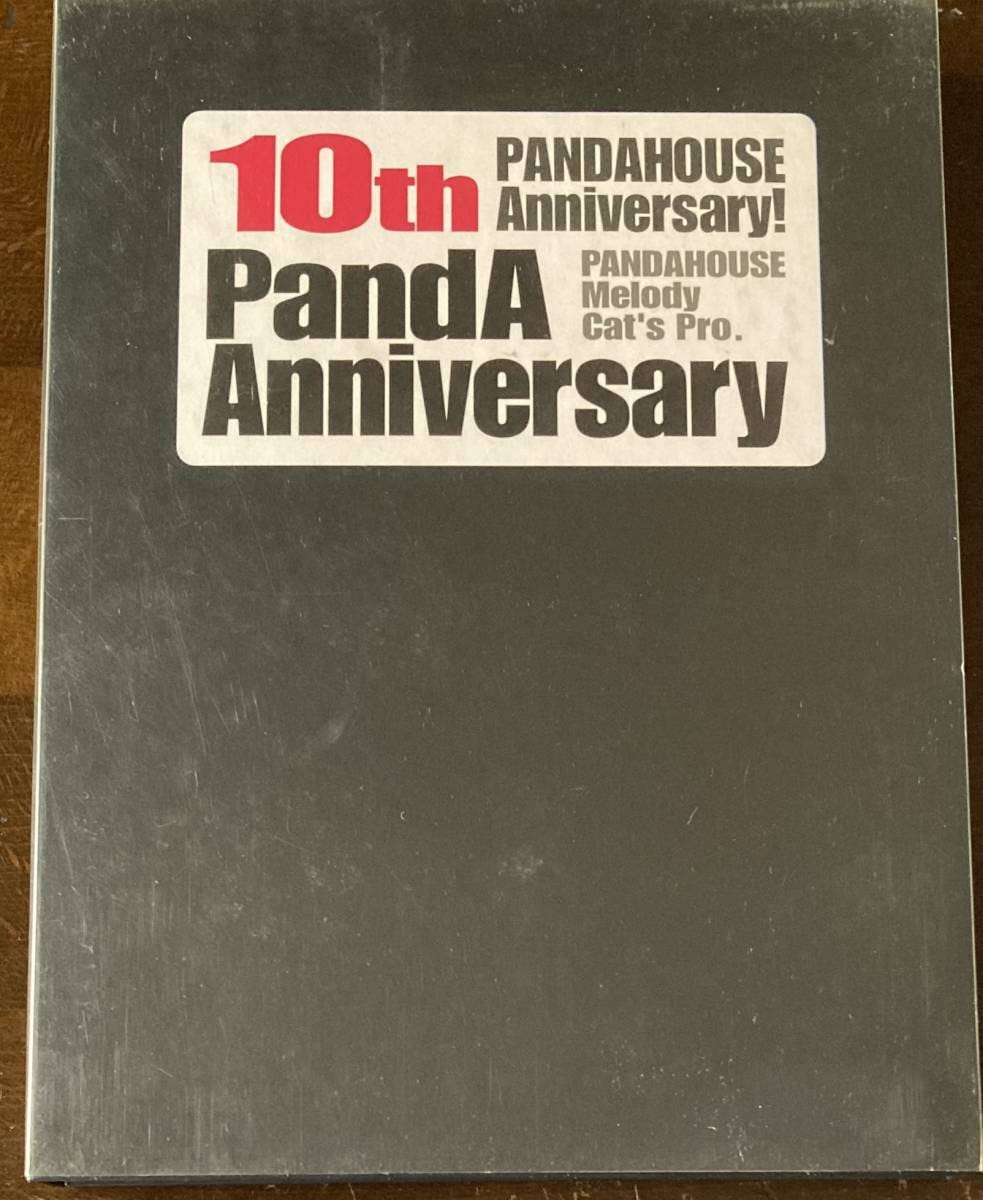 10th
PANDAHOUSE
Anniversary!
PandA
PANDAHOUSE
Melody
Cat's Pro.
Anniversary